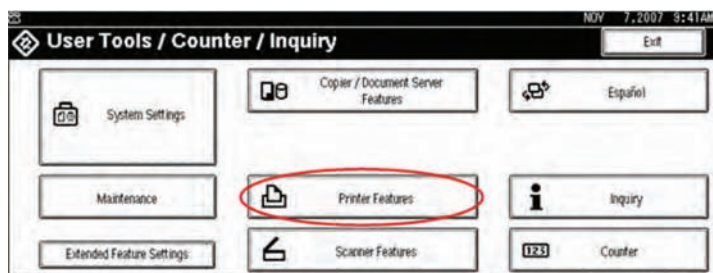 NOV 7,2007 9:41AM
User Tools / Counter / Inquiry
Exit
System Settings
Copier / Document Server
Features
Español
Maintenance
Printer Features
Inquiry
Extended Feature Settings
Scanner Features
123
Counter